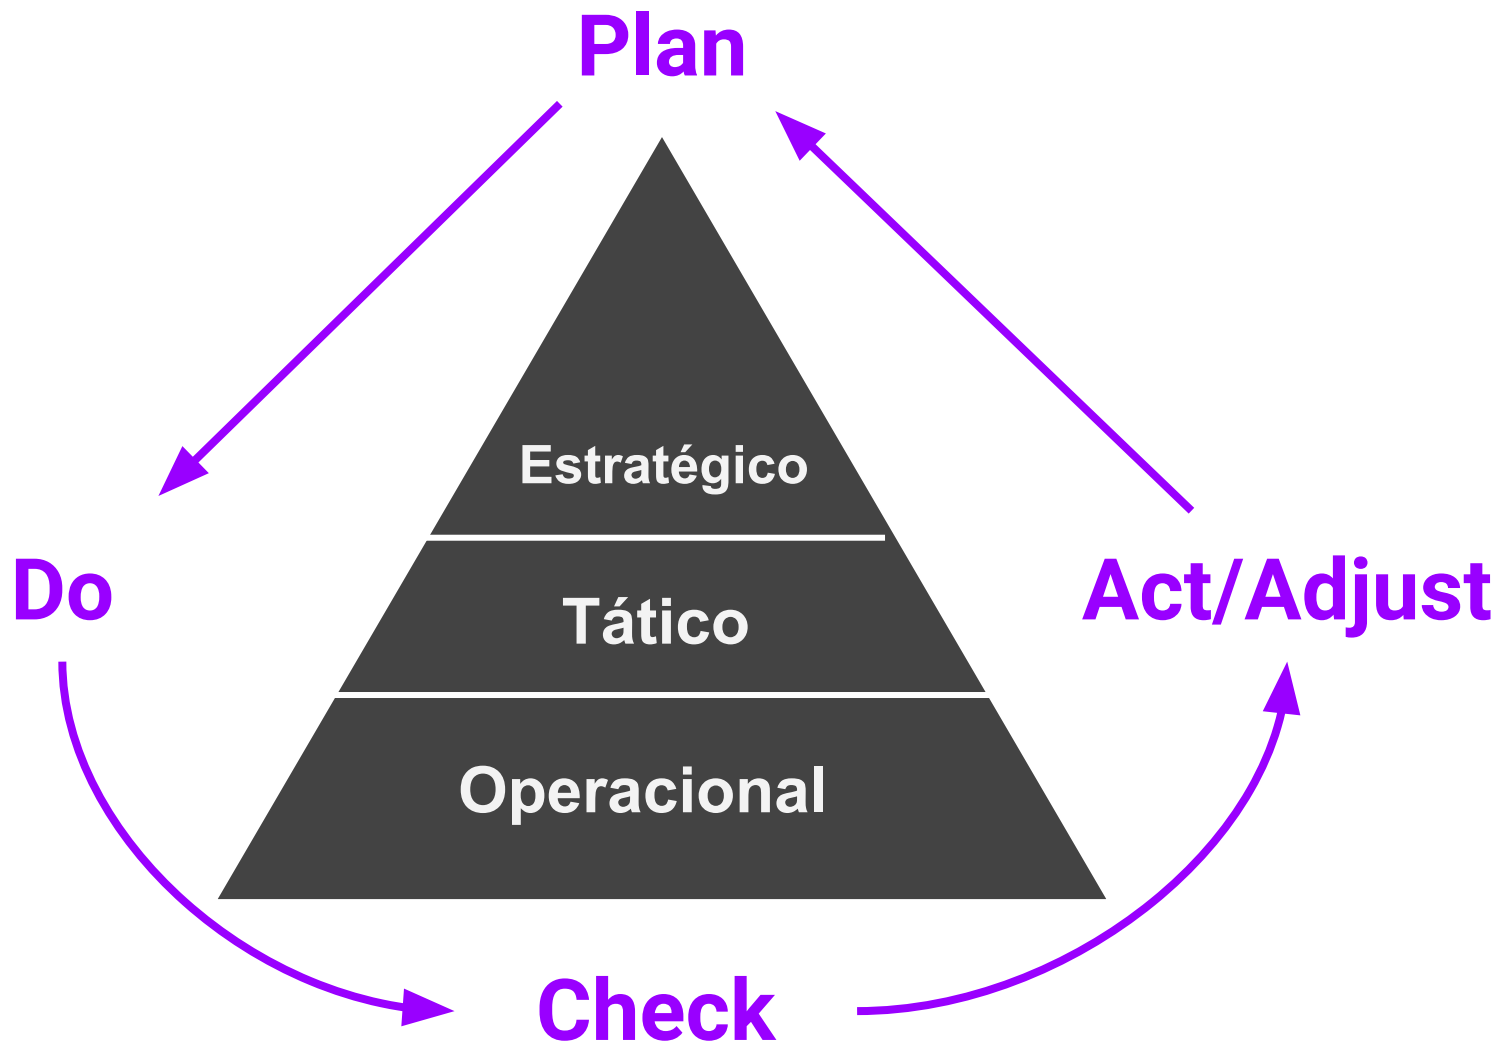 Plan
Estratégico
Do
Act/Adjust
Tático
Operacional
Check